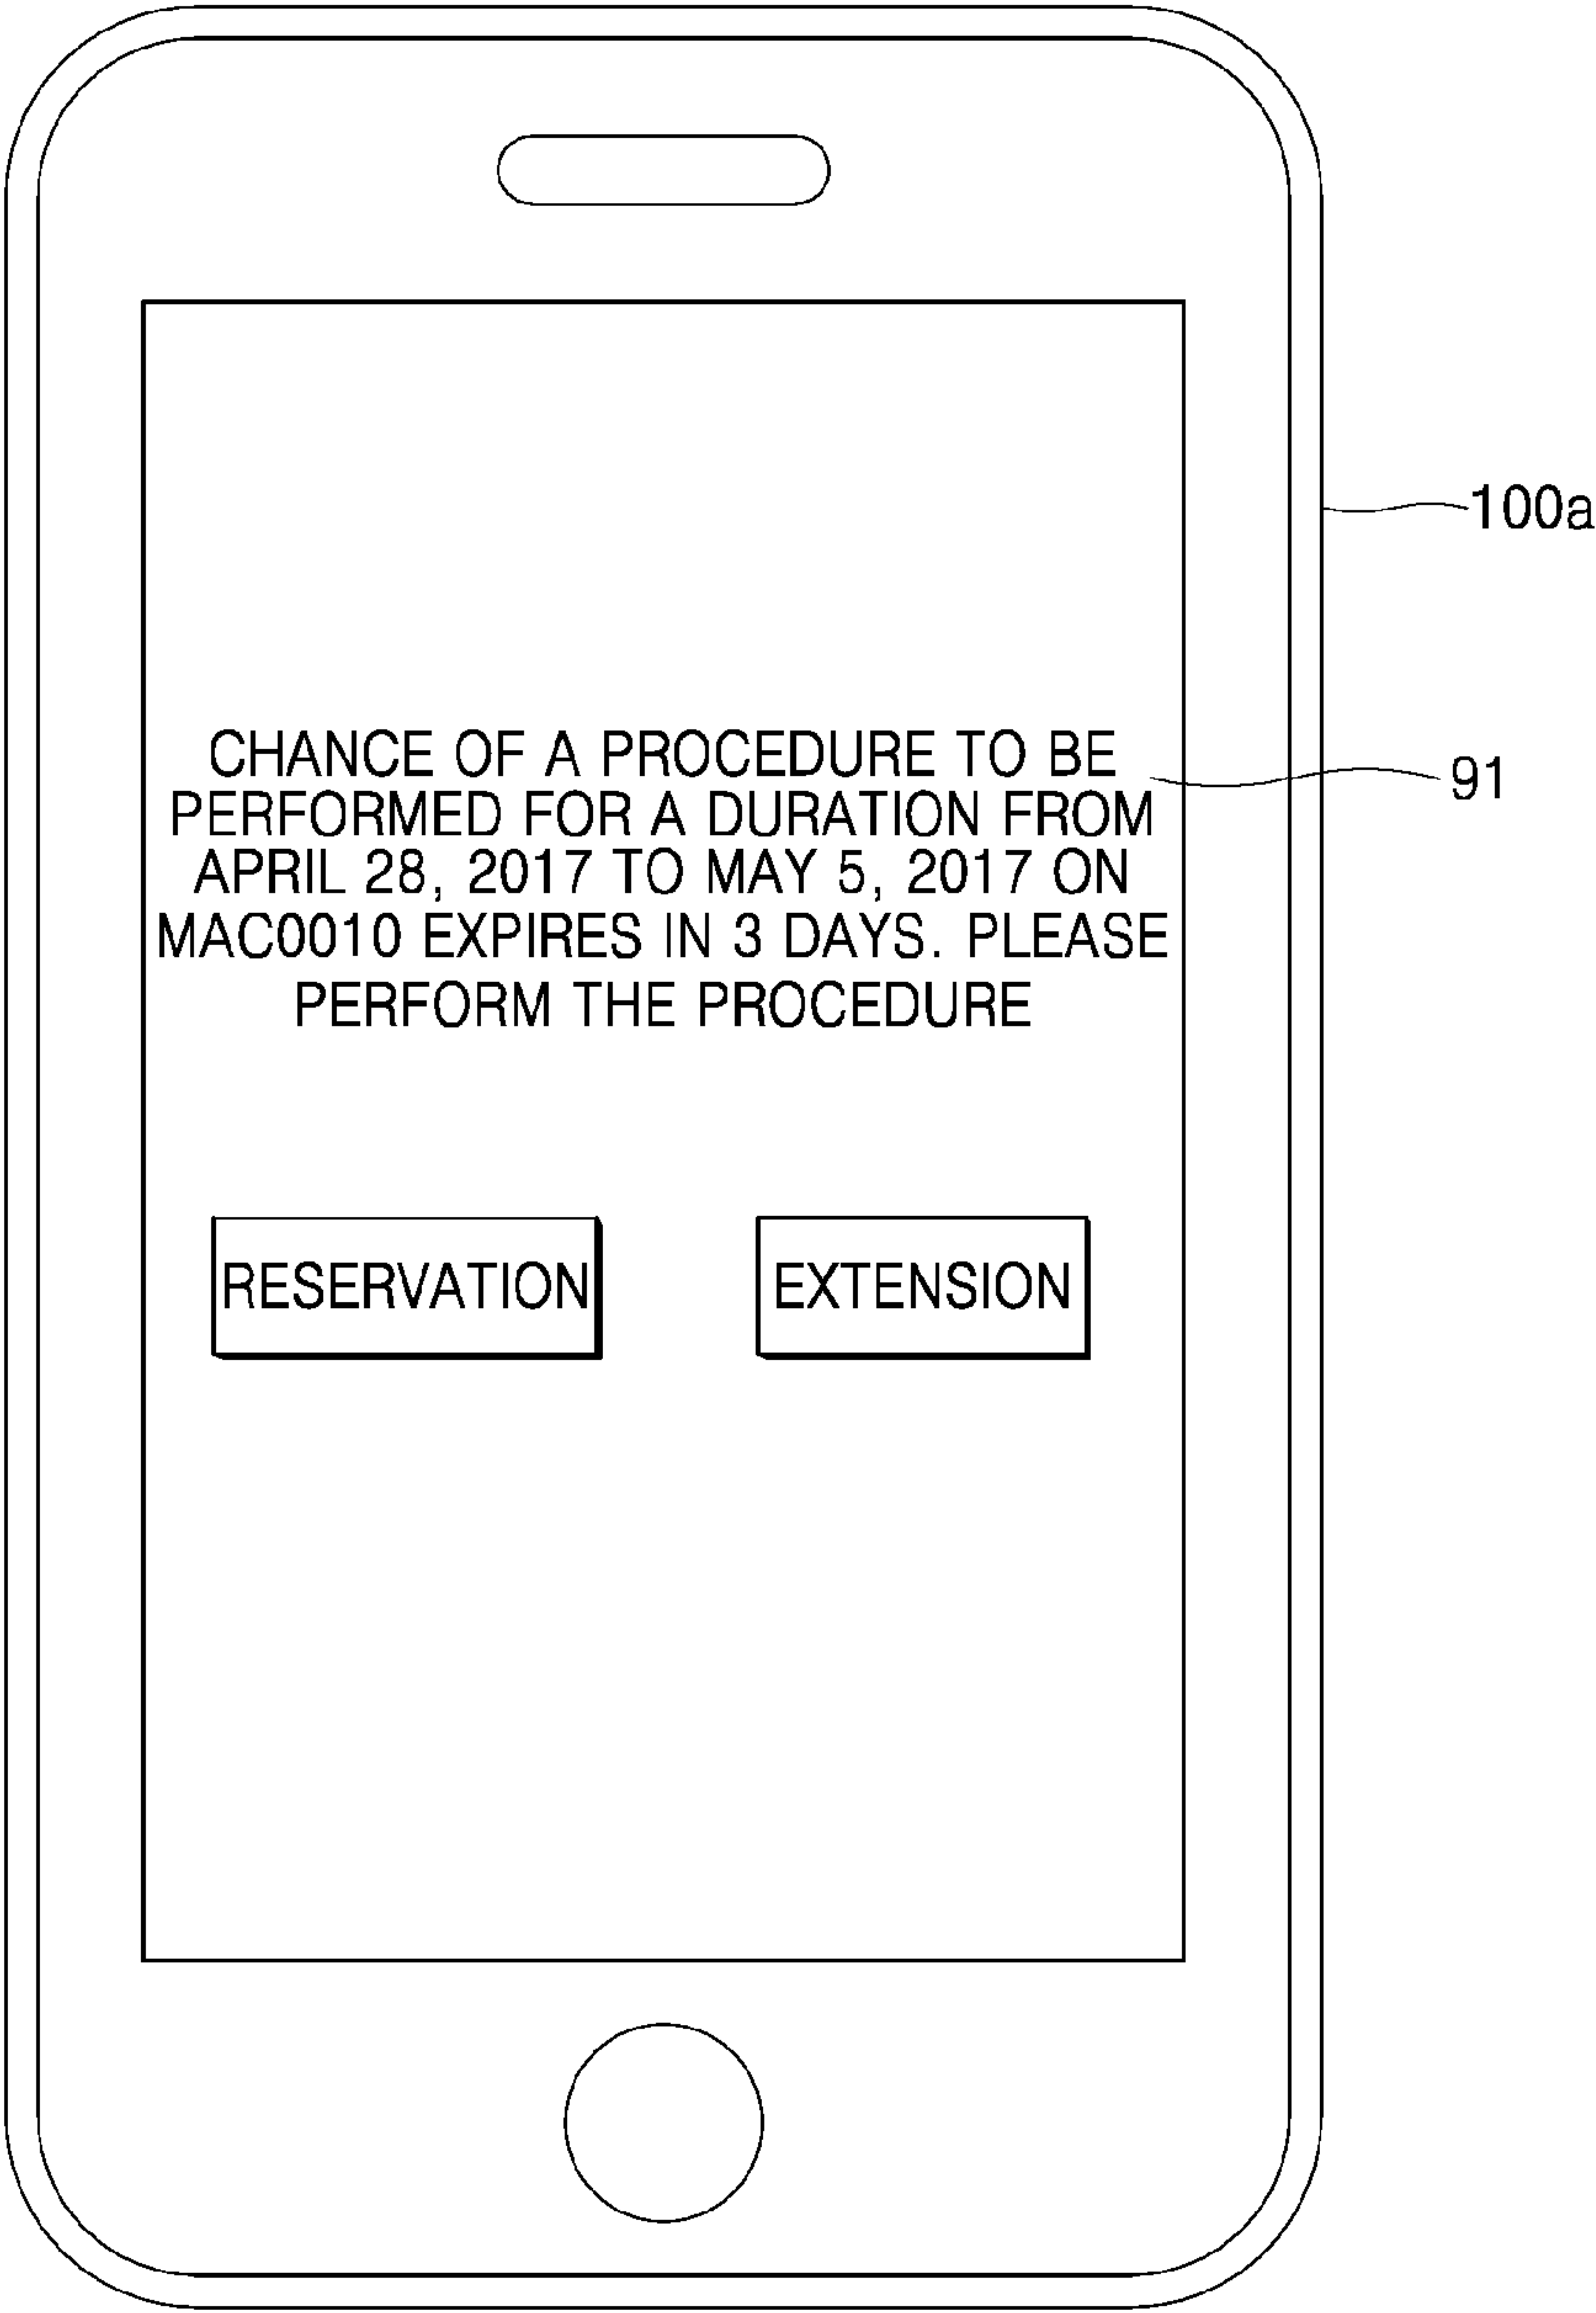 100a
CHANCE OF A PROCEDURE TO BE
91
PERFORMED FOR A DURATION FROM
APRIL 28, 2017 TO MAY 5, 2017 ON
MAC0010 EXPIRES IN 3 DAYS. PLEASE
PERFORM THE PROCEDURE
RESERVATION
EXTENSION